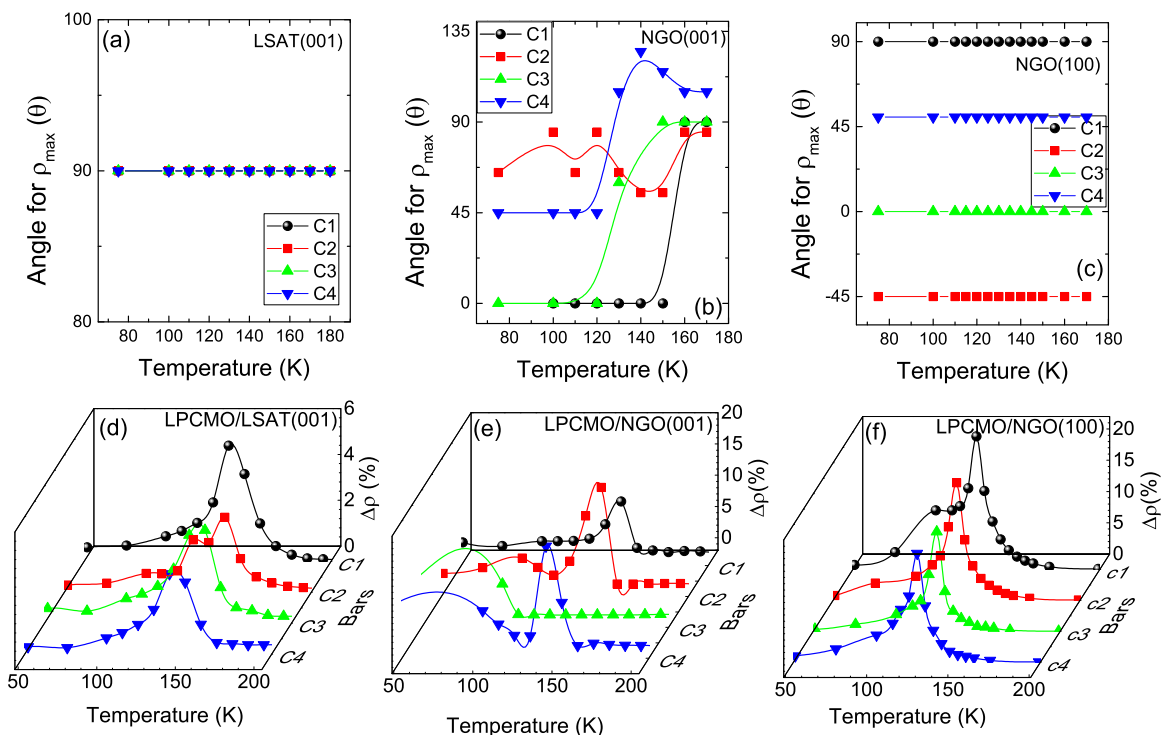 (a)
LSAT(001)
100
95
90
85
80
Angle for ρmax (θ)
C1
C2
C3
C4
80 100 120 140 160 180
Temperature (K)
NGO(001)
C1
C2
C3
C4
135
90
45
0
Angle for ρmax (θ)
(b)
80 100 120 140 160 180
Temperature (K)
90
45
0
-45
Angle for ρmax (θ)
NGO(100)
C1
C2
C3
C4
(c)
80 100 120 140 160 180
Temperature (K)
(d)
LPCMO/LSAT(001)
6
4
2
0
Δρ (%)
C1
C2
C3
C4
Bars
50 100 150 200
Temperature (K)
(e)
LPCMO/NGO(001)
20
15
10
5
0
Δρ(%)
C1
C2
C3
C4
Bars
50 100 150 200
Temperature (K)
(f)
LPCMO/NGO(100)
20
15
10
5
0
Δρ(%)
c1
c2
c3
c4
Bars
50 100 150 200
Temperature (K)